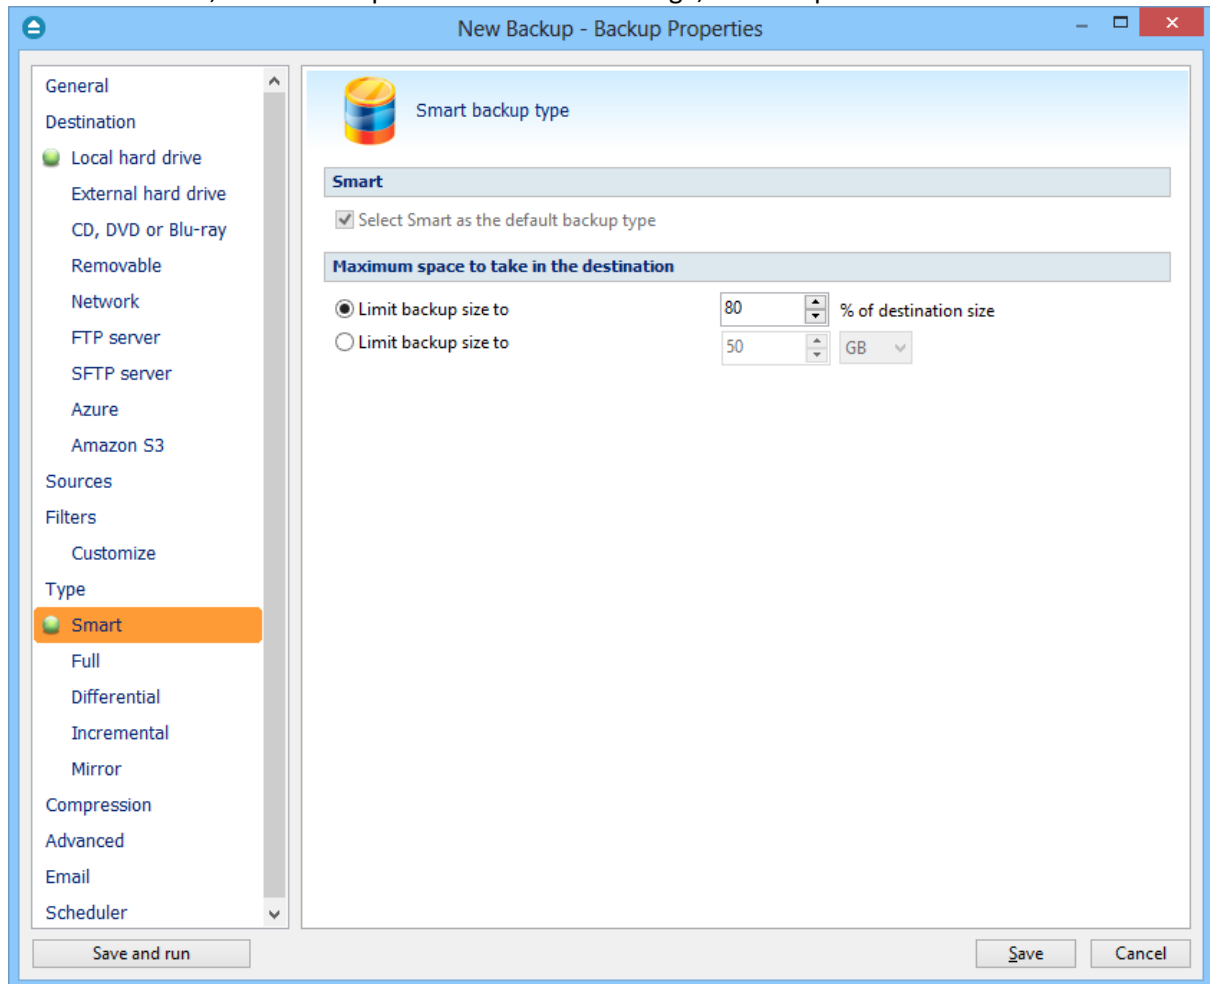 New Backup - Backup Properties
General
Destination
Local hard drive
External hard drive
CD, DVD or Blu-ray
Removable
Network
FTP server
SFTP server
Azure
Amazon S3
Sources
Filters
Customize
Type
Smart
Full
Differential
Incremental
Mirror
Compression
Advanced
Email
Scheduler
Smart backup type
Smart
Select Smart as the default backup type
Maximum space to take in the destination
Limit backup size to 80 % of destination size
Limit backup size to 50 GB
Save and run
Save
Cancel